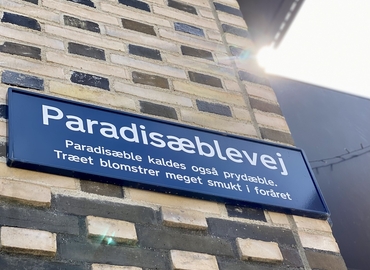 Paradisæblevej
Paradisæble kaldes også prydæble.
Træet blomstrer meget smukt i foråret